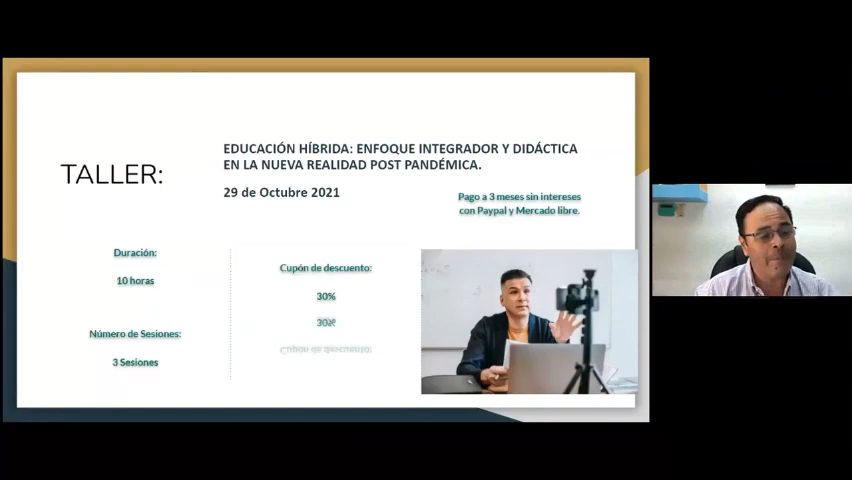 TALLER:
EDUCACIÓN HÍBRIDA: ENFOQUE INTEGRADOR Y DIDÁCTICA
EN LA NUEVA REALIDAD POST PANDÉMICA.
29 de Octubre 2021
Pago a 3 meses sin intereses
con Paypal y Mercado libre.
Duración:
10 horas
Número de Sesiones:
3 Sesiones
Cupón de descuento:
30%